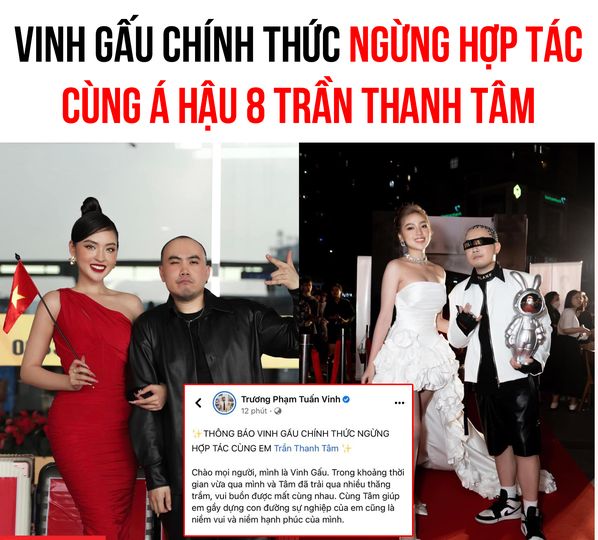 VINH GẤU CHÍNH THỨC NGỪNG HỢP TÁC
CÙNG Á HẬU 8 TRẦN THANH TÂM
Trương Phạm Tuấn Vinh
12 phút ·
✨THÔNG BÁO VINH GẤU CHÍNH THỨC NGỪNG
HỢP TÁC CÙNG EM Trần Thanh Tâm ✨
Chào mọi người, mình là Vinh Gấu. Trong khoảng thời
gian vừa qua mình và Tâm đã trải qua nhiều thăng
trầm, vui buồn được mất cùng nhau. Cùng Tâm giúp
em gầy dựng con đường sự nghiệp của em cũng là
niềm vui và niềm hạnh phúc của mình.